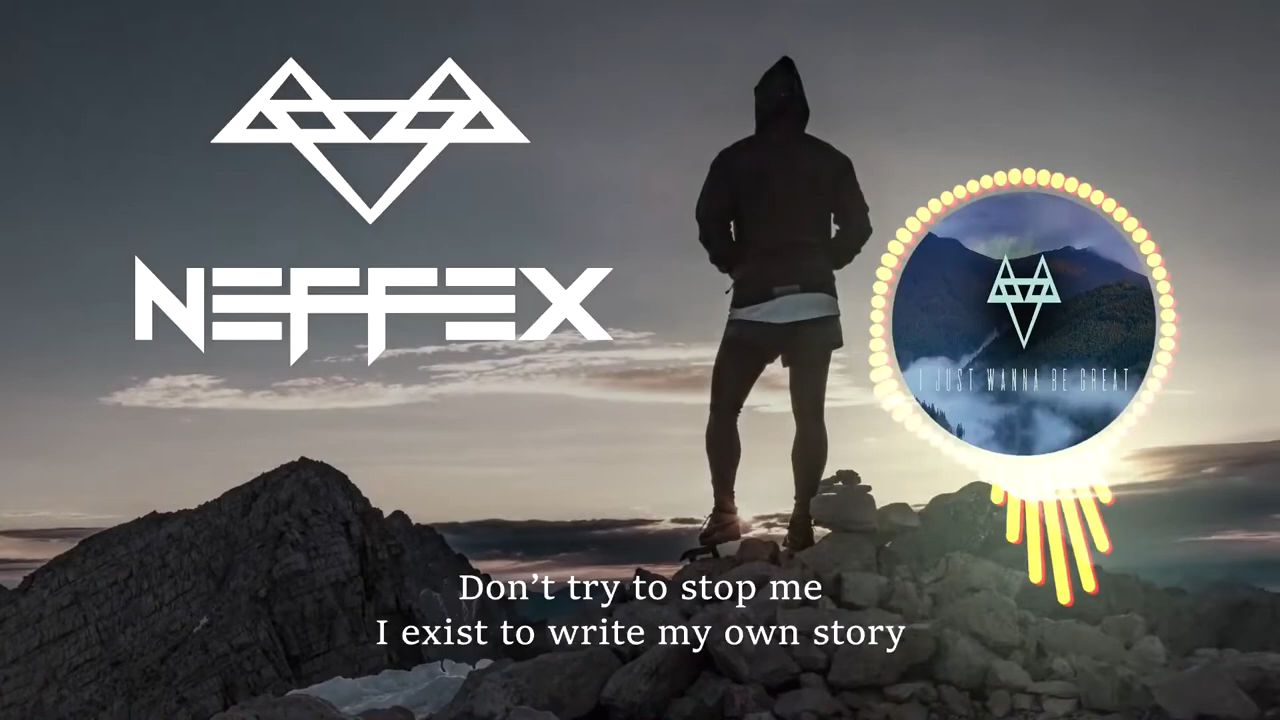 NEFFEX
I JUST WANNA BE GREAT
Don't try to stop me
I exist to write my own story